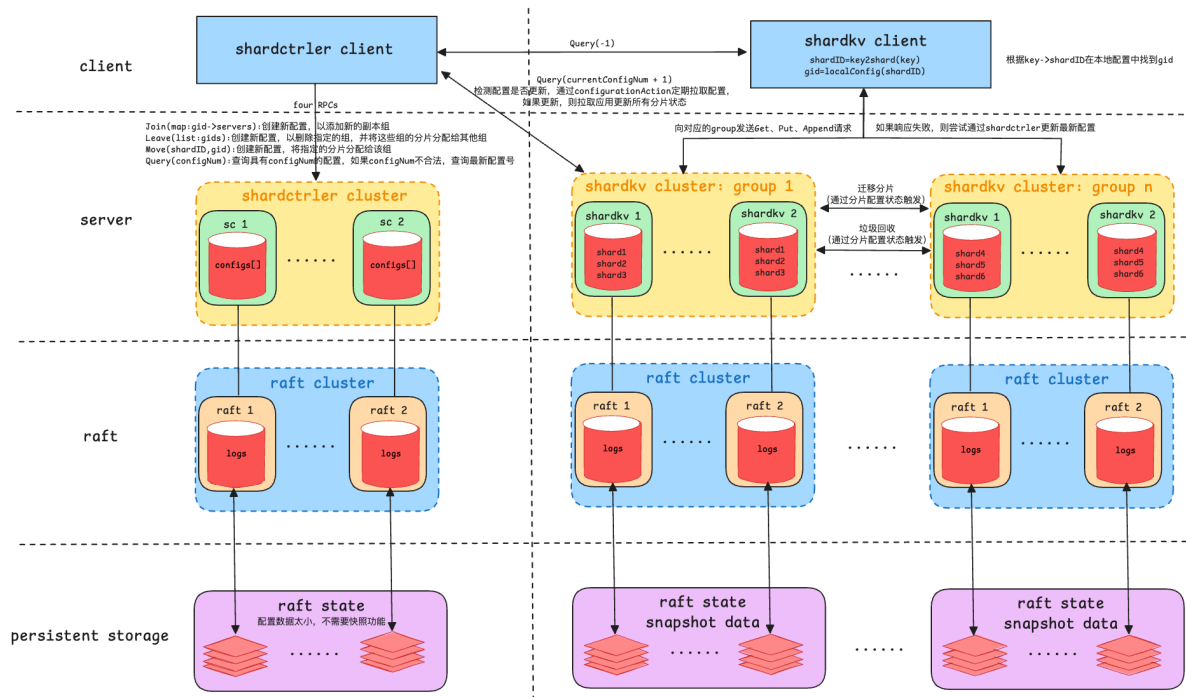 client
shardctrler client
Query(-1)
shardkv client
shardID=key2shard(key)
gid=localConfig(shardID)
根据key->shardID在本地配置中找到gid
Query(currentConfigNum + 1)
检测配置是否更新，通过configurationAction定期拉取配置，
如果更新，则拉取应用更新所有分片状态
four RPCs
Join(map:gid->servers):创建新配置，以添加新的副本组
Leave(list:gids):创建新配置，以删除指定的组，并将这些组的分片分配给其他组
Move(shardID,gid):创建新配置，将指定的分片分配给该组
Query(configNum):查询具有configNum的配置，如果configNum不合法，查询最新配置号
向对应的group发送Get、Put、Append请求
如果响应失败，则尝试通过shardctrler更新最新配置
server
shardctrler cluster
sc 1
configs[]
......
sc 2
configs[]
shardkv cluster: group 1
shardkv 1
shard1
shard2
shard3
......
shardkv 2
shard1
shard2
shard3
迁移分片
(通过分片配置状态触发)
垃圾回收
(通过分片配置状态触发)
......
shardkv cluster: group n
shardkv 1
shard4
shard5
shard6
......
shardkv 2
shard4
shard5
shard6
raft
raft cluster
raft 1
logs
......
raft 2
logs
raft cluster
raft 1
logs
......
raft 2
logs
......
raft cluster
raft 1
logs
......
raft 2
logs
persistent storage
raft state
配置数据太小，不需要快照功能
......
raft state
snapshot data
......
......
raft state
snapshot data
......